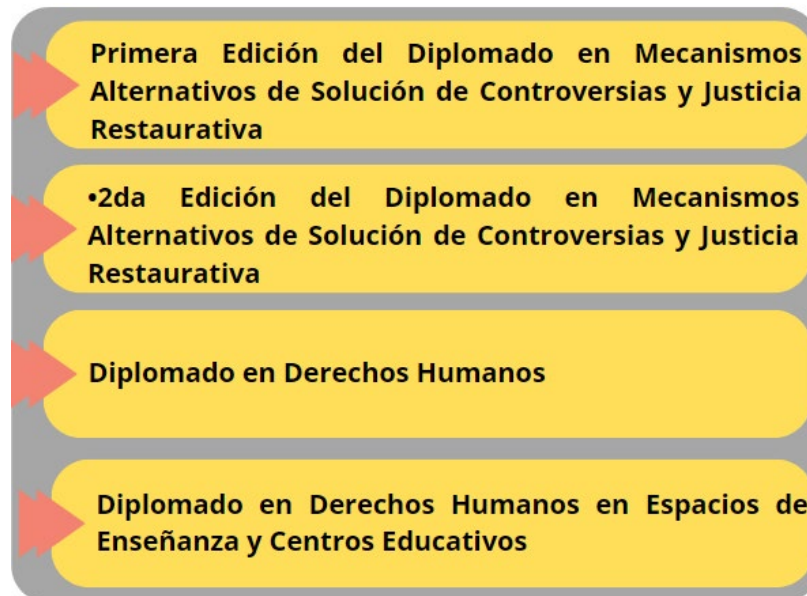 Primera Edición del Diplomado en Mecanismos
Alternativos de Solución de Controversias y Justicia
Restaurativa
•2da Edición del Diplomado en Mecanismos
Alternativos de Solución de Controversias y Justicia
Restaurativa
Diplomado en Derechos Humanos
Diplomado en Derechos Humanos en Espacios de
Enseñanza y Centros Educativos